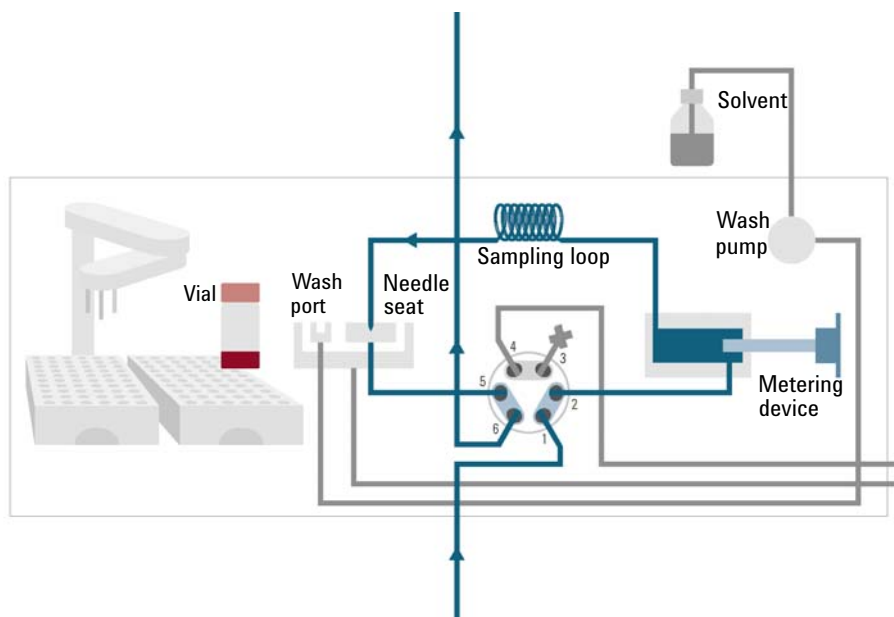 Solvent
Wash
pump
Sampling loop
Vial
Wash
port
Needle
seat
4
3
5
2
6
1
Metering
device